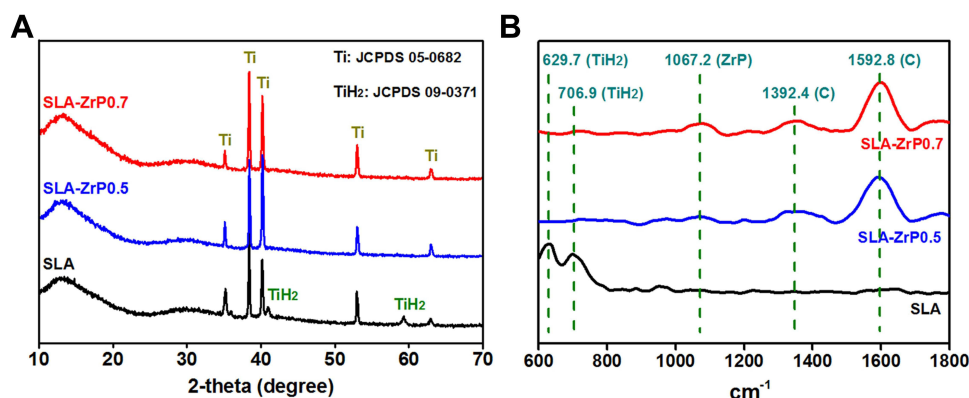 A
Ti
Ti: JCPDS 05-0682
Ti
TiH2: JCPDS 09-0371
SLA-ZrP0.7
Ti
Ti
Ti
SLA-ZrP0.5
SLA
TiH2
TiH2
10 20 30 40 50 60 70
2-theta (degree)
B
629.7 (TiH2) 1067.2 (ZrP) 1592.8 (C)
706.9 (TiH2) 1392.4 (C)
SLA-ZrP0.7
SLA-ZrP0.5
SLA
600 800 1000 1200 1400 1600 1800
cm-1